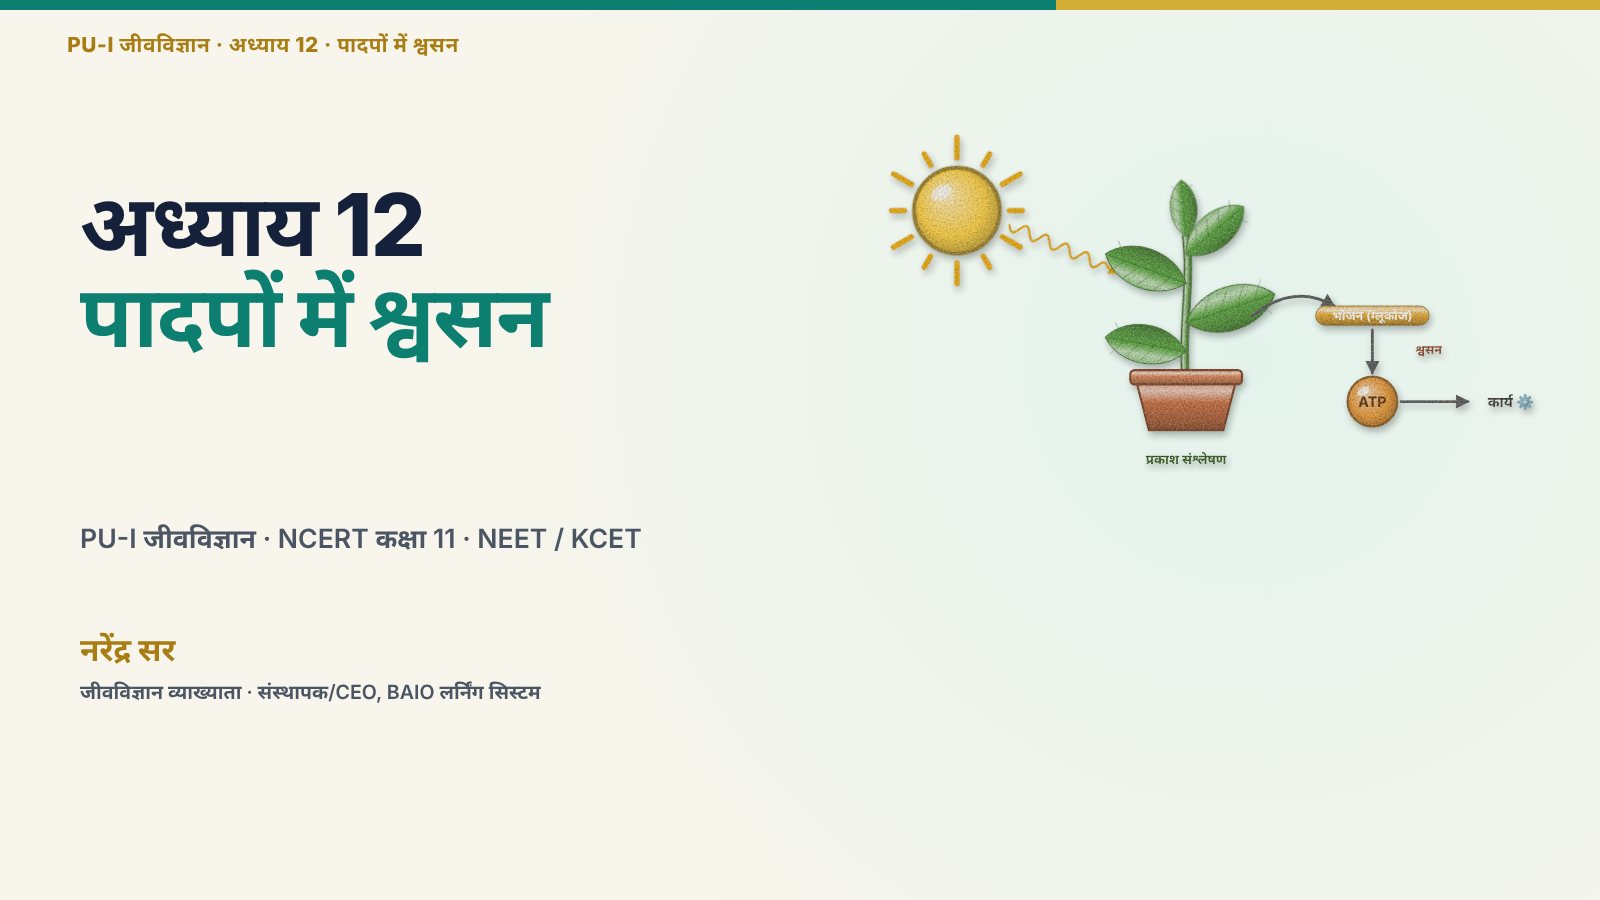 PU-I जीवविज्ञान · अध्याय 12 · पादपों में श्वसन
अध्याय 12
पादपों में श्वसन
भोजन (ग्लूकोज)
श्वसन
ATP
कार्य
प्रकाश संश्लेषण
PU-I जीवविज्ञान · NCERT कक्षा 11 · NEET / KCET
नरेंद्र सर
जीवविज्ञान व्याख्याता · संस्थापक/CEO, BAIO लर्निंग सिस्टम